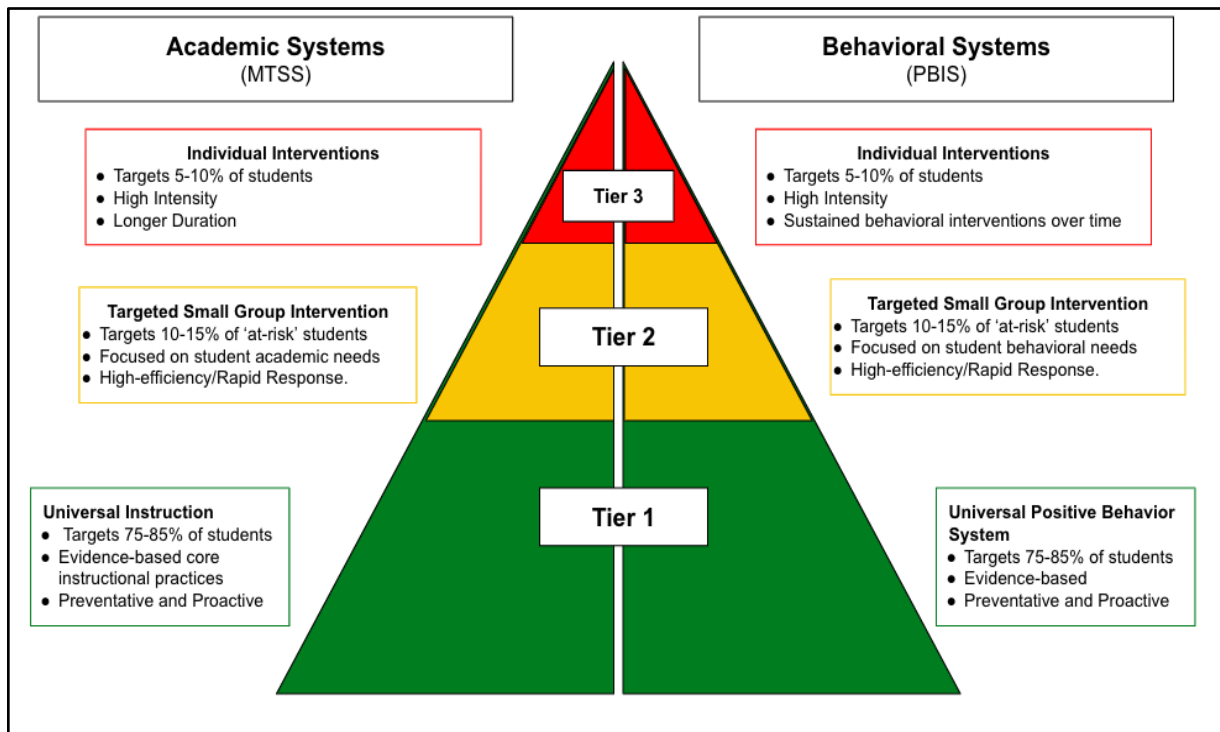 Academic Systems
(MTSS)
Behavioral Systems
(PBIS)
Individual Interventions
● Targets 5-10% of students
● High Intensity
● Longer Duration
Tier 3
Individual Interventions
● Targets 5-10% of students
● High Intensity
● Sustained behavioral interventions over time
Targeted Small Group Intervention
● Targets 10-15% of ‘at-risk’ students
● Focused on student academic needs
● High-efficiency/Rapid Response.
Tier 2
Targeted Small Group Intervention
● Targets 10-15% of ‘at-risk’ students
● Focused on student behavioral needs
● High-efficiency/Rapid Response.
Universal Instruction
● Targets 75-85% of students
● Evidence-based core
instructional practices
● Preventative and Proactive
Tier 1
Universal Positive Behavior
System
● Targets 75-85% of students
● Evidence-based
● Preventative and Proactive